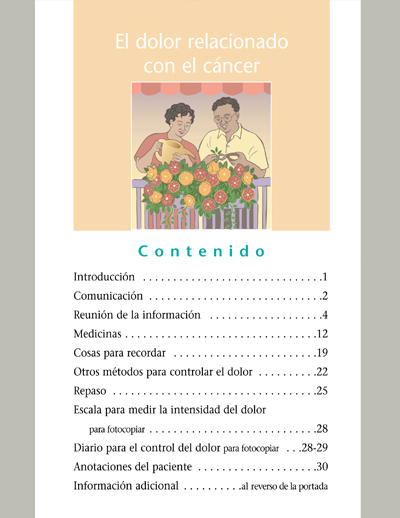 El dolor relacionado
con el cáncer
Contenido
Introducción . . . . . . . . . . . . . . . . . . . . . . . . . . . . . .1
Comunicación . . . . . . . . . . . . . . . . . . . . . . . . . . . . .2
Reunión de la información . . . . . . . . . . . . . . . . . . .4
Medicinas . . . . . . . . . . . . . . . . . . . . . . . . . . . . . . . .12
Cosas para recordar . . . . . . . . . . . . . . . . . . . . . . . .19
Otros métodos para controlar el dolor . . . . . . . . . . .22
Repaso . . . . . . . . . . . . . . . . . . . . . . . . . . . . . . . . . .25
Escala para medir la intensidad del dolor
para fotocopiar . . . . . . . . . . . . . . . . . . . . . . . . . . . .28
Diario para el control del dolor para fotocopiar . . .28-29
Anotaciones del paciente . . . . . . . . . . . . . . . . . . . .30
Información adicional . . . . . . . . . .al reverso de la portada